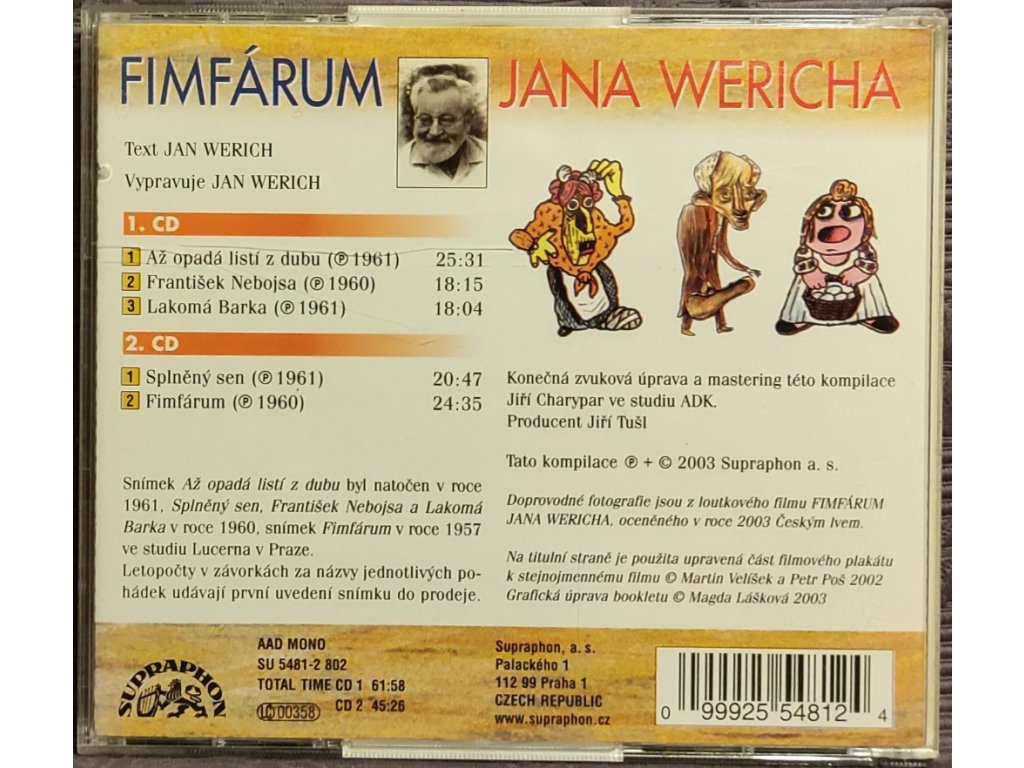 FIMFÁRUM JANA WERICHA
Text JAN WERICH
Vypravuje JAN WERICH
1. CD
1 Až opadá listí z dubu (℗ 1961) 25:31
2 František Nebojsa (℗ 1960) 18:15
3 Lakomá Barka (℗ 1961) 18:04
2. CD
1 Splněný sen (℗ 1961) 20:47
2 Fimfárum (℗ 1960) 24:35
Snímek Až opadá listí z dubu byl natočen v roce
1961, Splněný sen, František Nebojsa a Lakomá
Barka v roce 1960, snímek Fimfárum v roce 1957
ve studiu Lucerna v Praze.
Letopočty v závorkách za názvy jednotlivých po-
hádek udávají první uvedení snímku do prodeje.
Konečná zvuková úprava a mastering této kompilace
Jiří Charypar ve studiu ADK.
Producent Jiří Tušl
Tato kompilace ℗ + © 2003 Supraphon a. s.
Doprovodné fotografie jsou z loutkového filmu FIMFÁRUM
JANA WERICHA, oceněného v roce 2003 Českým lvem.
Na titulní straně je použita upravená část filmového plakátu
k stejnojmennému filmu © Martin Velíšek a Petr Poš 2002
Grafická úprava bookletu © Magda Lášková 2003
SUPRAPHON
AAD MONO
SU 5481-2 802
TOTAL TIME CD 1 61:58
CD 2 45:26
LC 00358
Supraphon, a. s.
Palackého 1
112 99 Praha 1
CZECH REPUBLIC
www.supraphon.cz
0 99925 54812 4